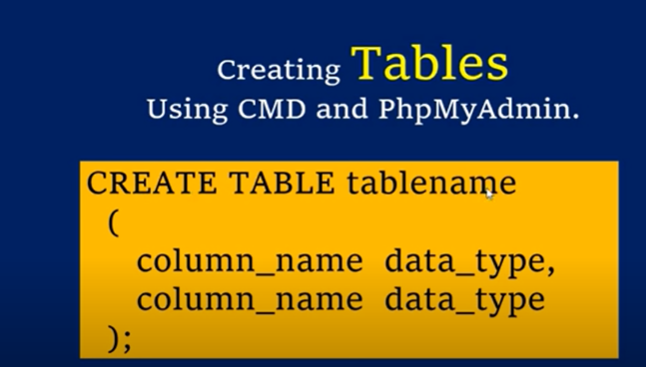 Creating Tables
Using CMD and PhpMyAdmin.
CREATE TABLE tablename
(
column_name data_type,
column_name data_type
);